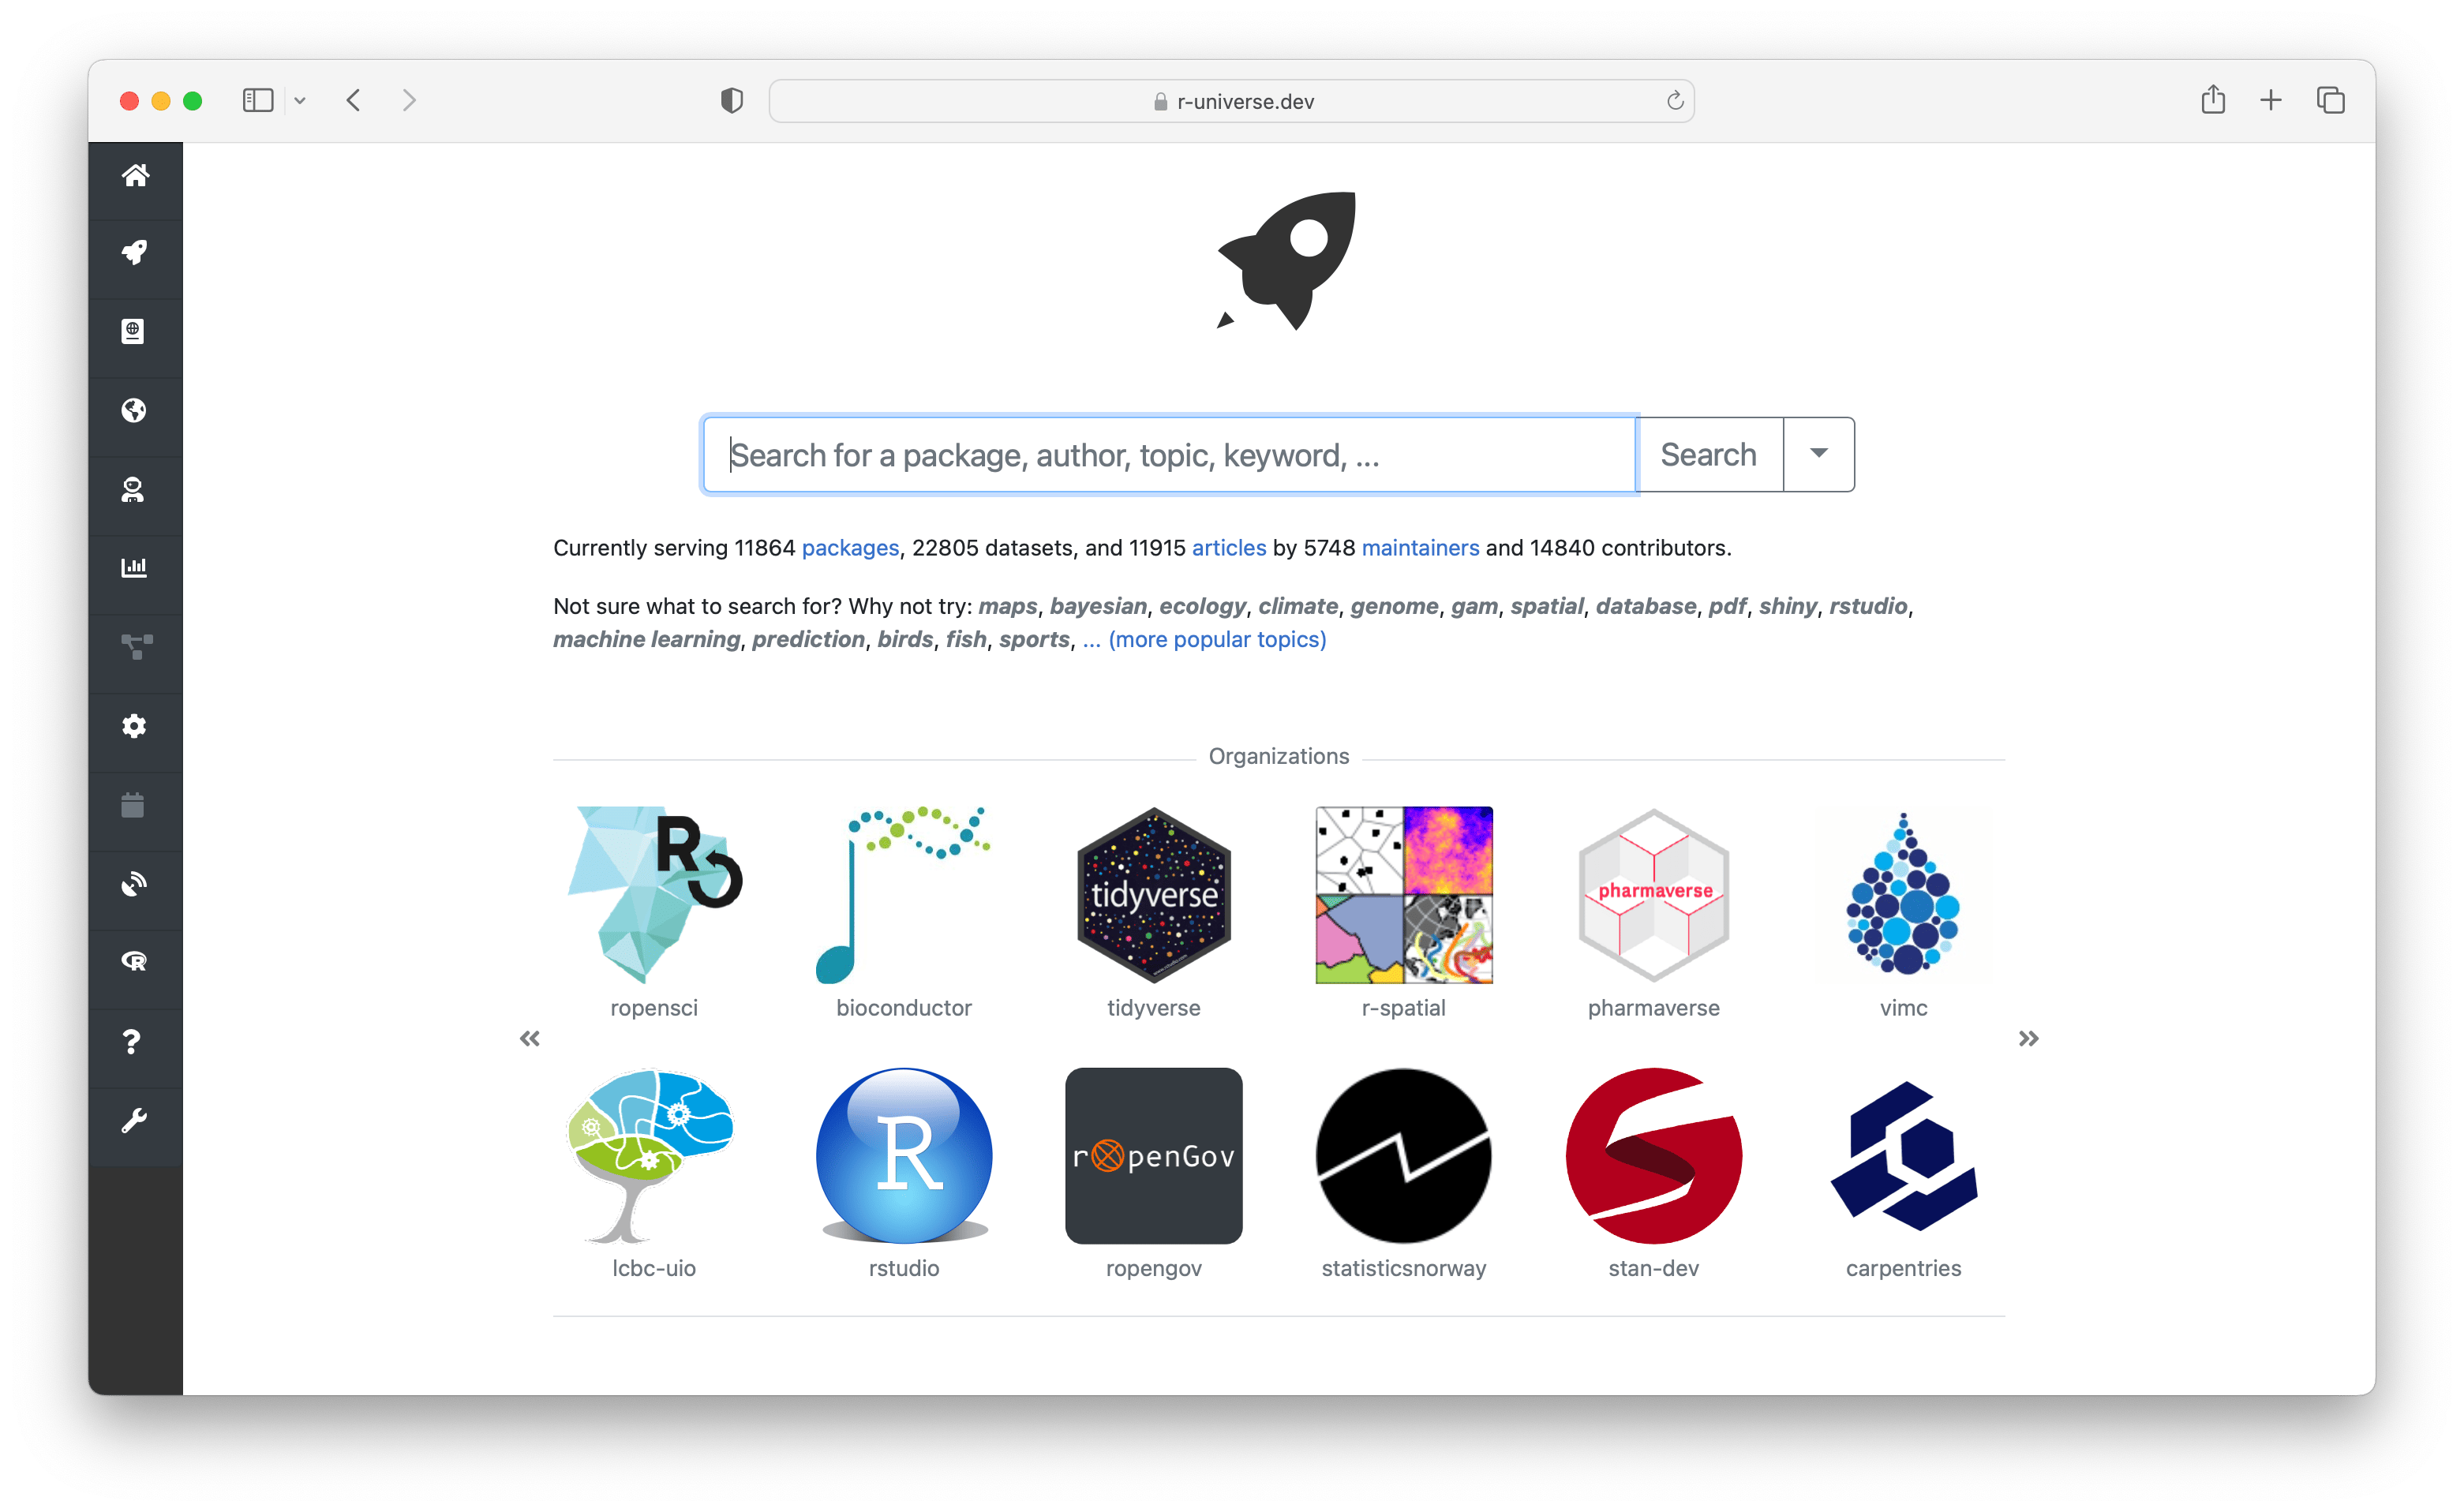 r-universe.dev
Search for a package, author, topic, keyword, ...
Search
Currently serving 11864 packages, 22805 datasets, and 11915 articles by 5748 maintainers and 14840 contributors.
Not sure what to search for? Why not try: maps, bayesian, ecology, climate, genome, gam, spatial, database, pdf, shiny, rstudio,
machine learning, prediction, birds, fish, sports, ... (more popular topics)
Organizations
R
tidyverse
pharmaverse
ropensci
bioconductor
tidyverse
r-spatial
pharmaverse
vimc
«
»
R
rOpenGov
lcbc-uio
rstudio
ropengov
statisticsnorway
stan-dev
carpentries